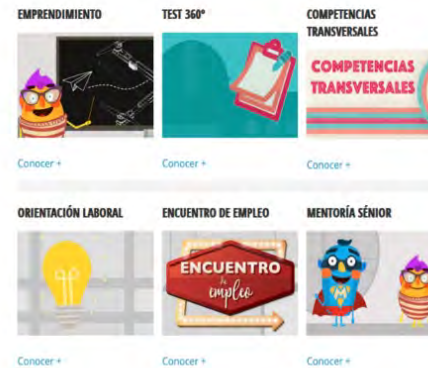 EMPRENDIMIENTO
TEST 360º
COMPETENCIAS
TRANSVERSALES
COMPETENCIAS
TRANSVERSALES
Conocer +
Conocer +
Conocer +
ORIENTACIÓN LABORAL
ENCUENTRO DE EMPLEO
MENTORÍA SÉNIOR
ENCUENTRO
de
empleo
M
Conocer +
Conocer +
Conocer +